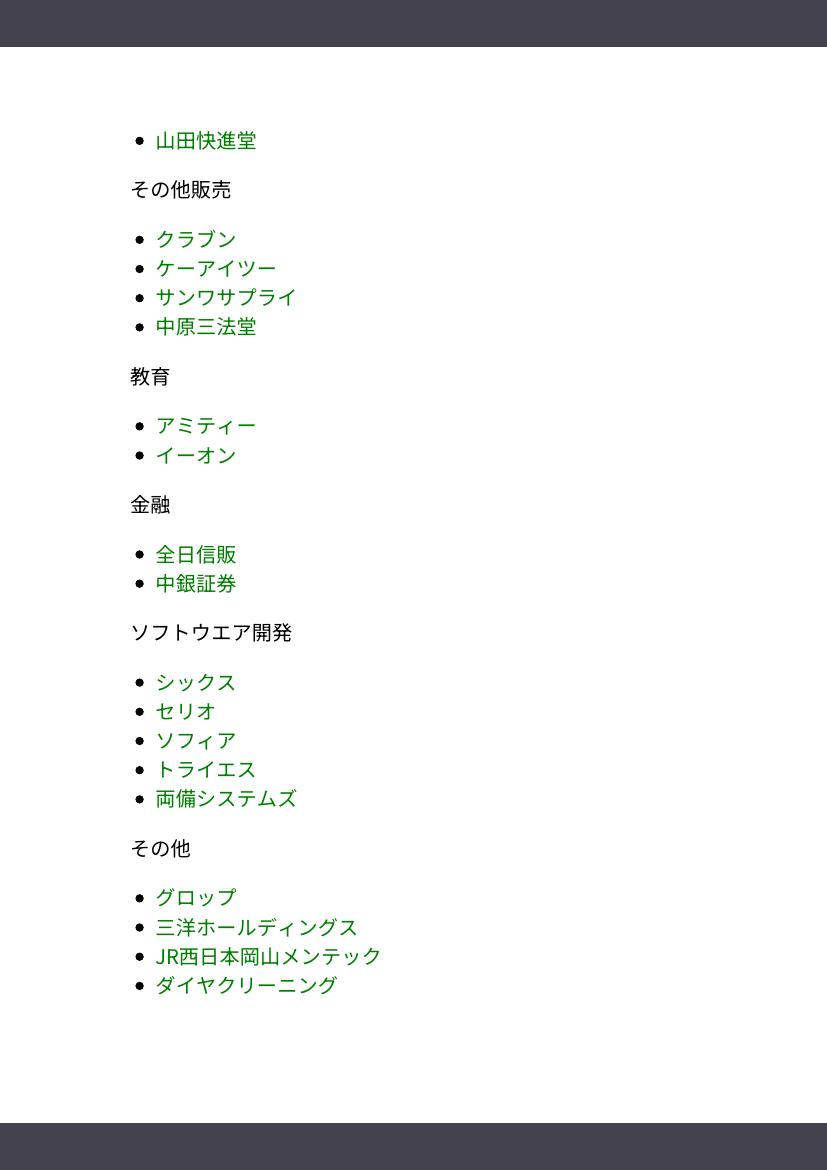 山田快進堂
その他販売
クラブン
ケーアイツー
サンワサプライ
中原三法堂
教育
アミティー
イーオン
金融
全日信販
中銀証券
ソフトウエア開発
シックス
セリオ
ソフィア
トライエス
両備システムズ
その他
グロップ
三洋ホールディングス
JR西日本岡山メンテック
ダイヤクリーニング